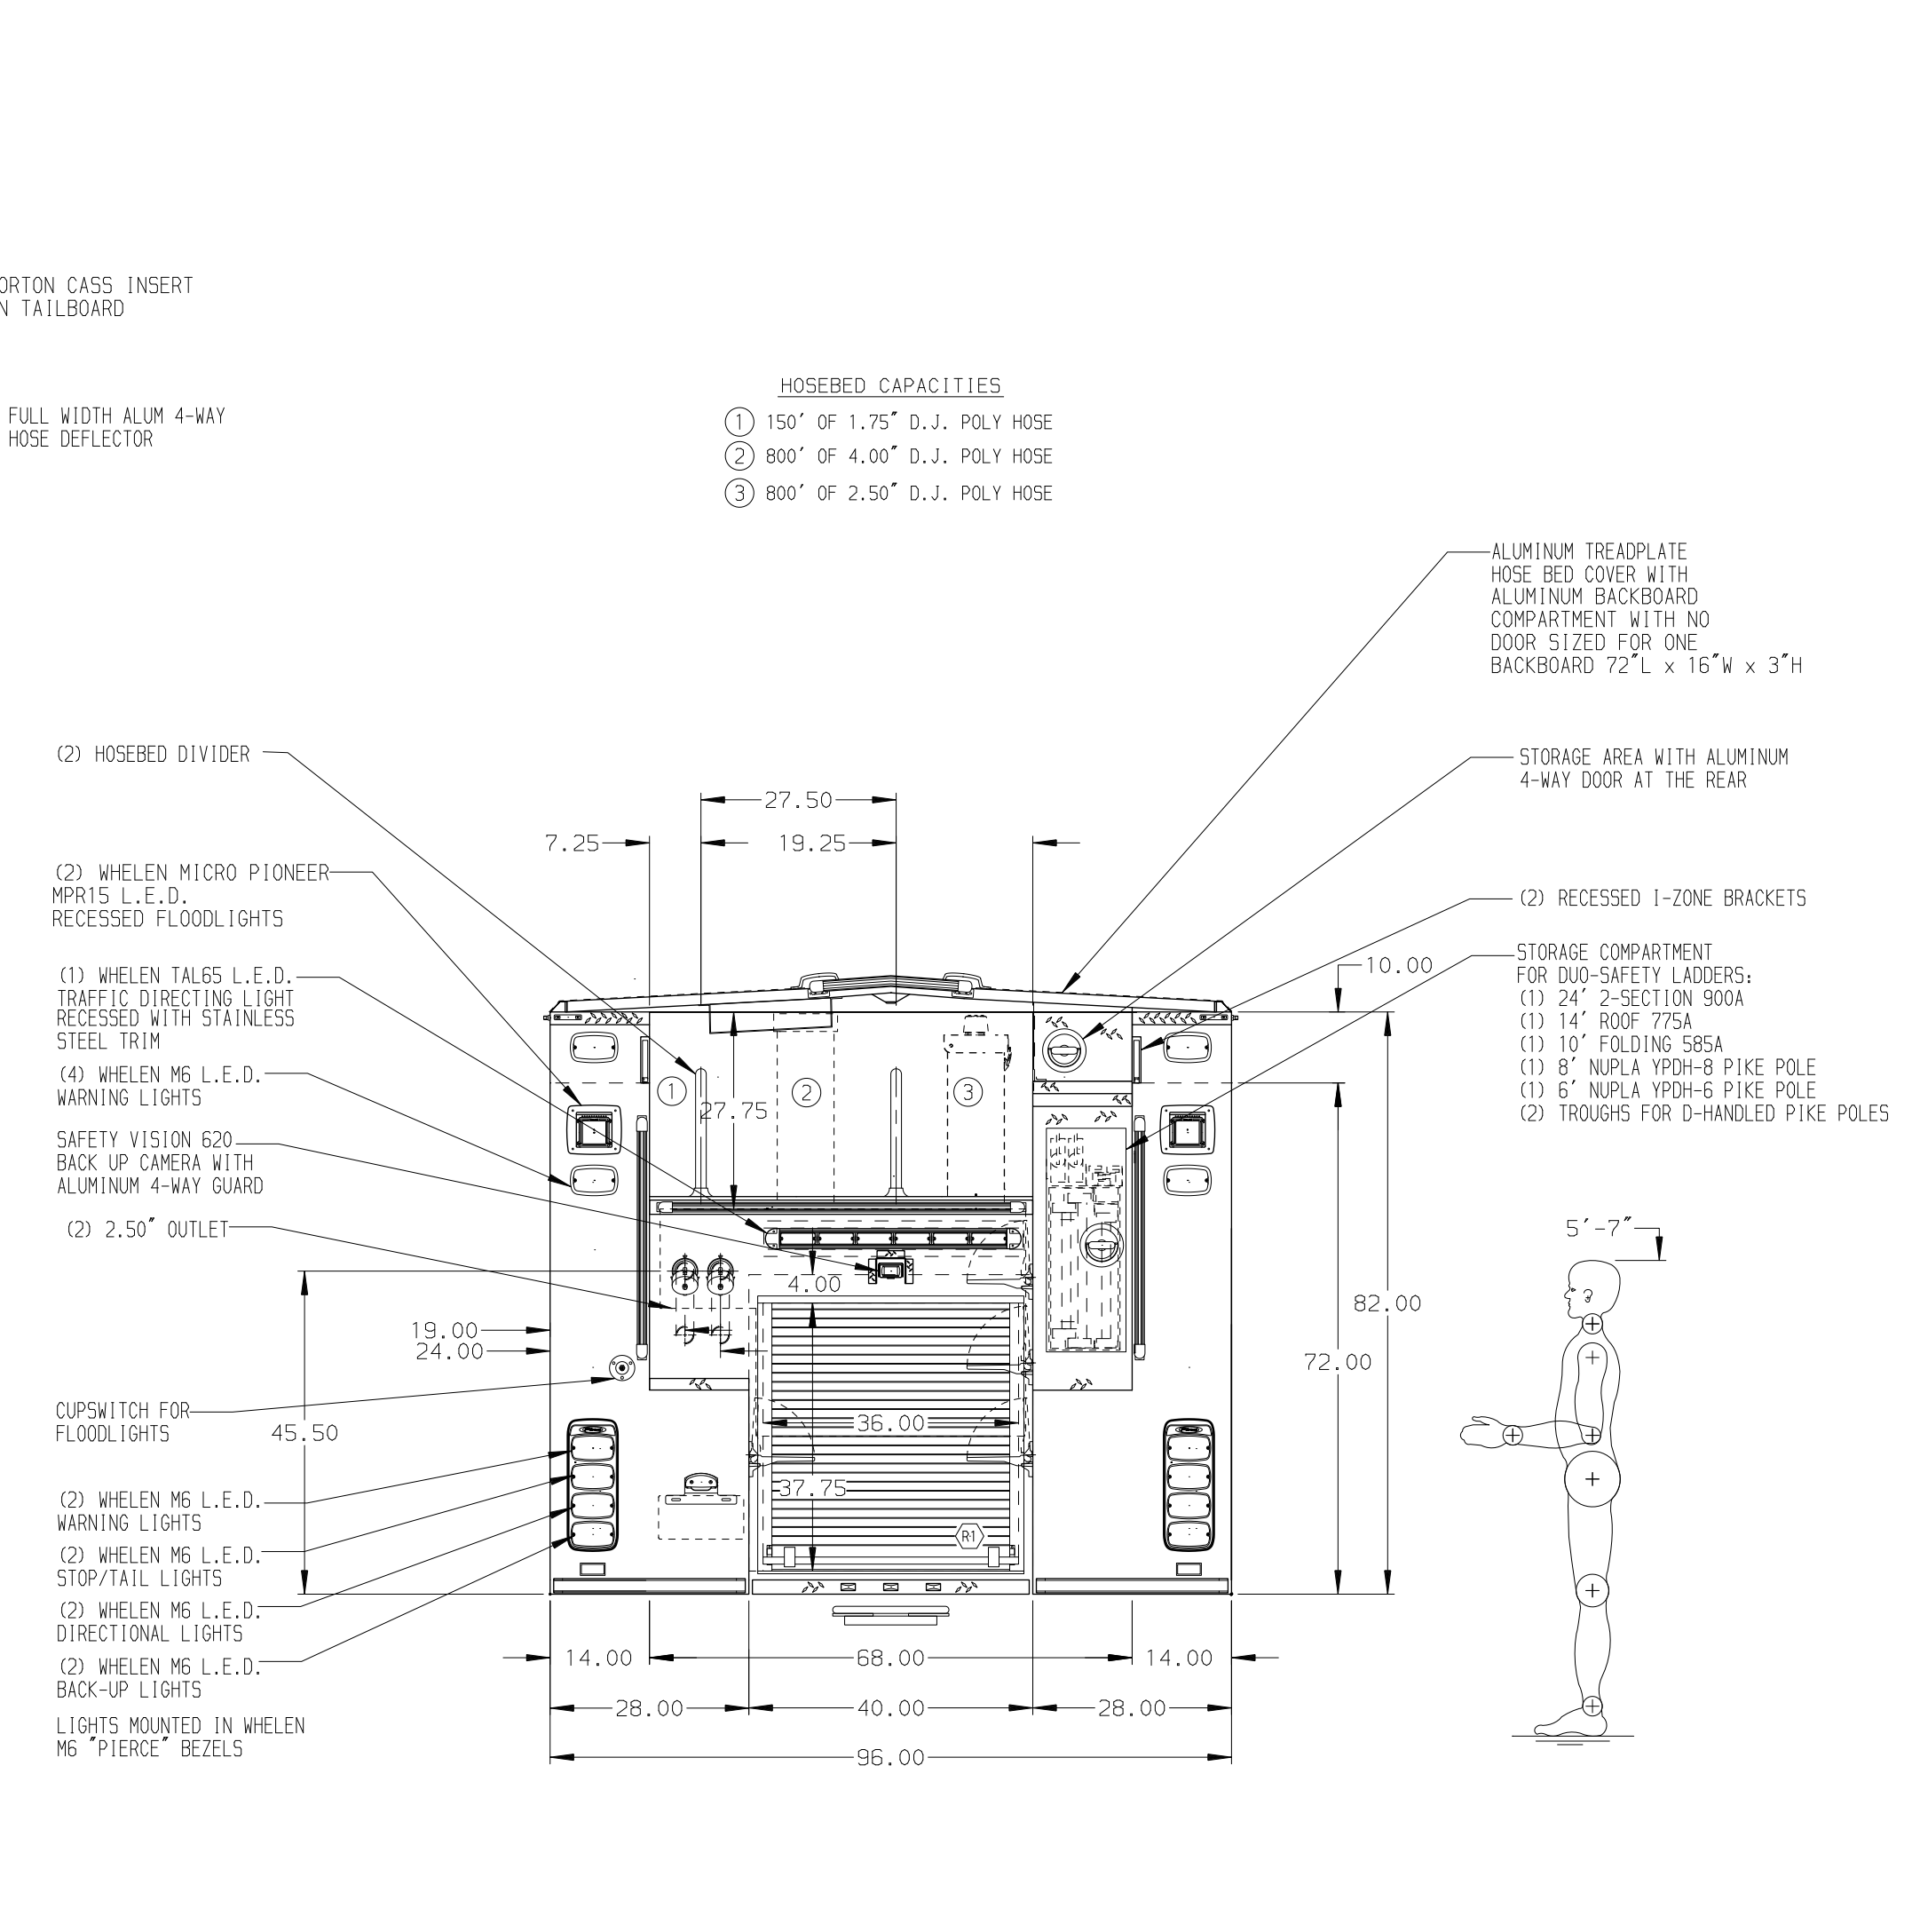 ORTON CASS INSERT
N TAILBOARD
FULL WIDTH ALUM 4-WAY
HOSE DEFLECTOR
HOSEBED CAPACITIES
1 150' OF 1.75" D.J. POLY HOSE
2 800' OF 4.00" D.J. POLY HOSE
3 800' OF 2.50" D.J. POLY HOSE
ALUMINUM TREADPLATE
HOSE BED COVER WITH
ALUMINUM BACKBOARD
COMPARTMENT WITH NO
DOOR SIZED FOR ONE
BACKBOARD 72"L x 16"W x 3"H
(2) HOSEBED DIVIDER
STORAGE AREA WITH ALUMINUM
4-WAY DOOR AT THE REAR
27.50
7.25
19.25
(2) WHELEN MICRO PIONEER
MPR15 L.E.D.
RECESSED FLOODLIGHTS
(2) RECESSED I-ZONE BRACKETS
STORAGE COMPARTMENT
FOR DUO-SAFETY LADDERS:
(1) 24' 2-SECTION 900A
(1) 14' ROOF 775A
(1) 10' FOLDING 585A
(1) 8' NUPLA YPDH-8 PIKE POLE
(1) 6' NUPLA YPDH-6 PIKE POLE
(2) TROUGHS FOR D-HANDLED PIKE POLES
10.00
(1) WHELEN TAL65 L.E.D.
TRAFFIC DIRECTING LIGHT
RECESSED WITH STAINLESS
STEEL TRIM
(4) WHELEN M6 L.E.D.
WARNING LIGHTS
1
2
3
27.75
SAFETY VISION 620
BACK UP CAMERA WITH
ALUMINUM 4-WAY GUARD
(2) 2.50" OUTLET
5'-7"
4.00
82.00
19.00
24.00
72.00
CUPSWITCH FOR
FLOODLIGHTS
45.50
36.00
37.75
R-1
(2) WHELEN M6 L.E.D.
WARNING LIGHTS
(2) WHELEN M6 L.E.D.
STOP/TAIL LIGHTS
(2) WHELEN M6 L.E.D.
DIRECTIONAL LIGHTS
(2) WHELEN M6 L.E.D.
BACK-UP LIGHTS
LIGHTS MOUNTED IN WHELEN
M6 "PIERCE" BEZELS
14.00
68.00
14.00
28.00
40.00
28.00
96.00